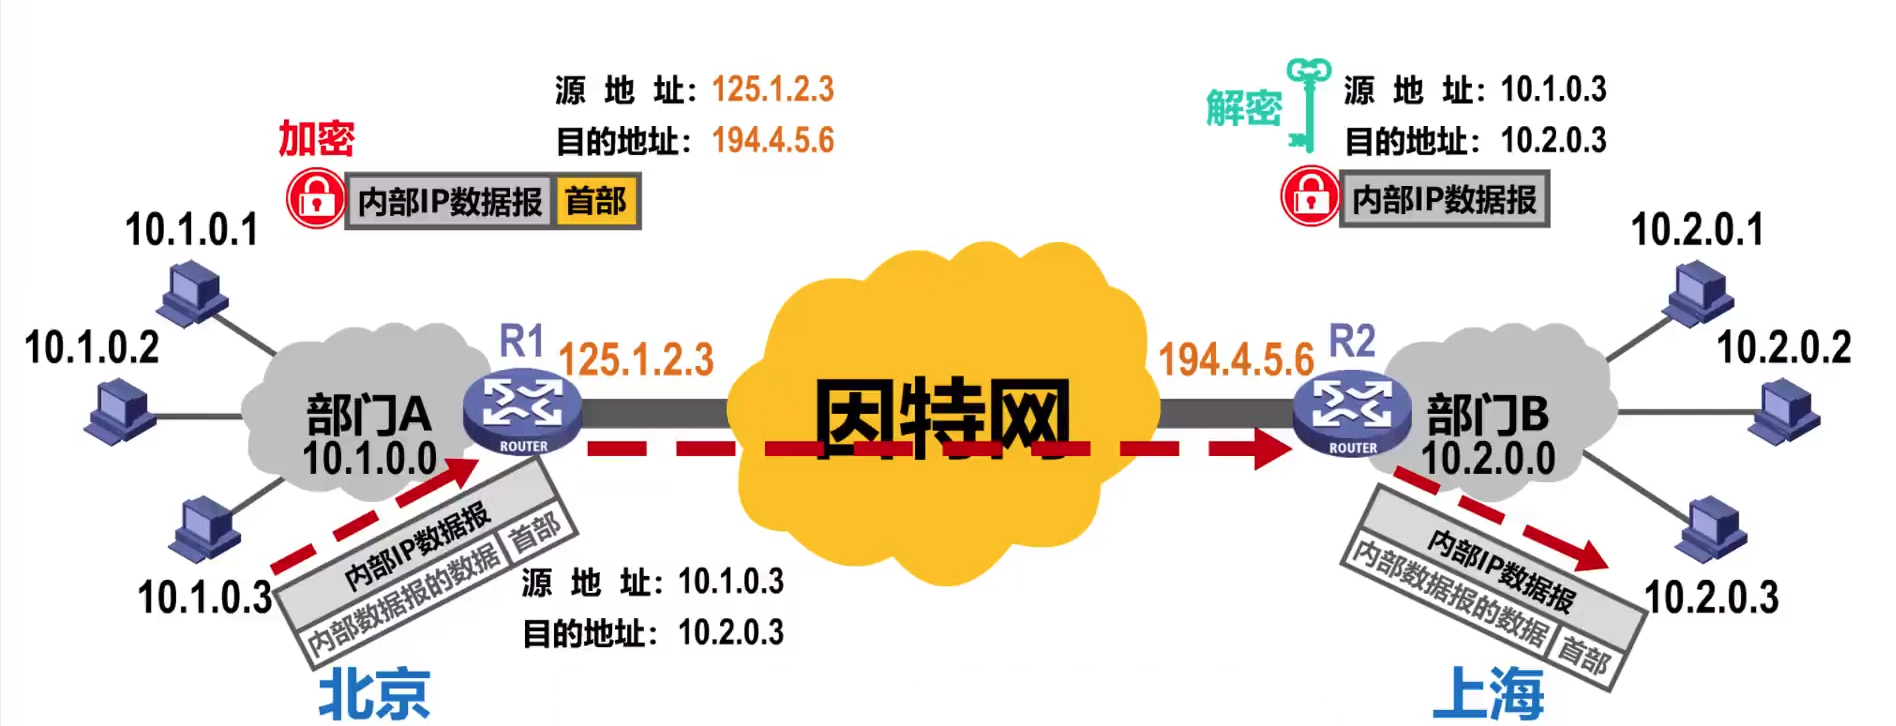 源地址：125.1.2.3
目的地址：194.4.5.6
加密
内部IP数据报 首部
解密
源地址：10.1.0.3
目的地址：10.2.0.3
内部IP数据报
10.1.0.1
10.1.0.2
10.1.0.3
部门A
10.1.0.0
R1
ROUTER
125.1.2.3
因特网
194.4.5.6
R2
ROUTER
部门B
10.2.0.0
10.2.0.1
10.2.0.2
10.2.0.3
内部IP数据报
内部数据报的数据 首部
源地址：10.1.0.3
目的地址：10.2.0.3
北京
内部IP数据报
内部数据报的数据 首部
上海